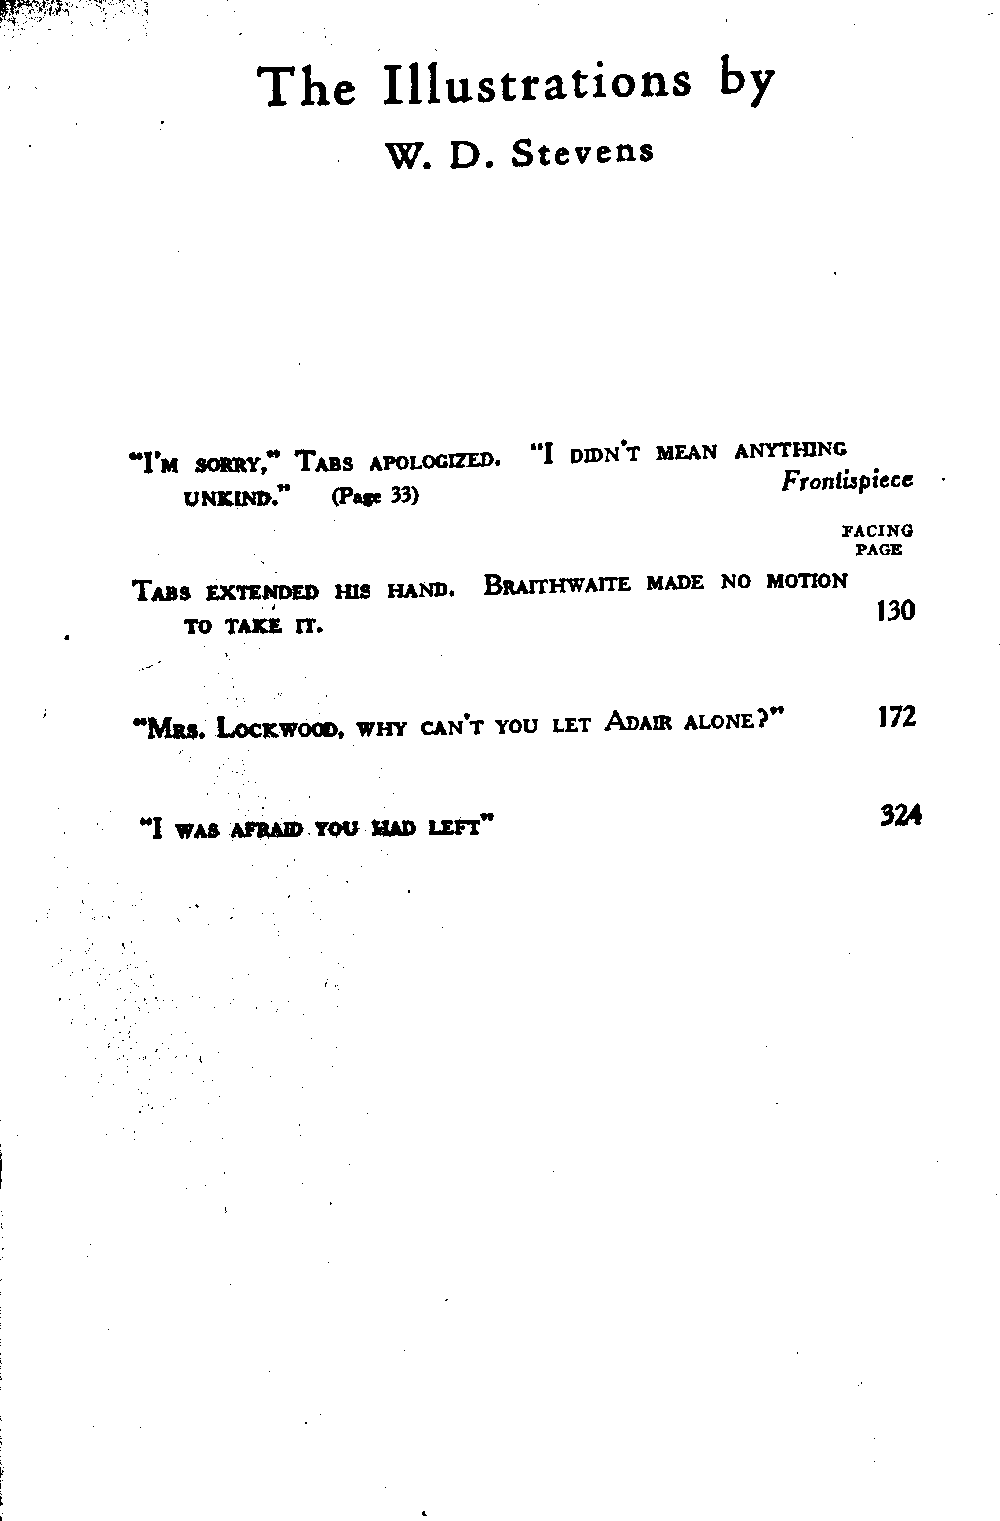 The Illustrations by
W. D. Stevens
"I'm sorry," Tabs apologized. "I didn't mean anything
unkind." (Page 33) Frontispiece
FACING
PAGE
Tabs extended his hand. Braithwaite made no motion
to take it. 130
"Mrs. Lockwood, why can't you let Adair alone?" 172
"I was afraid you had left" 324